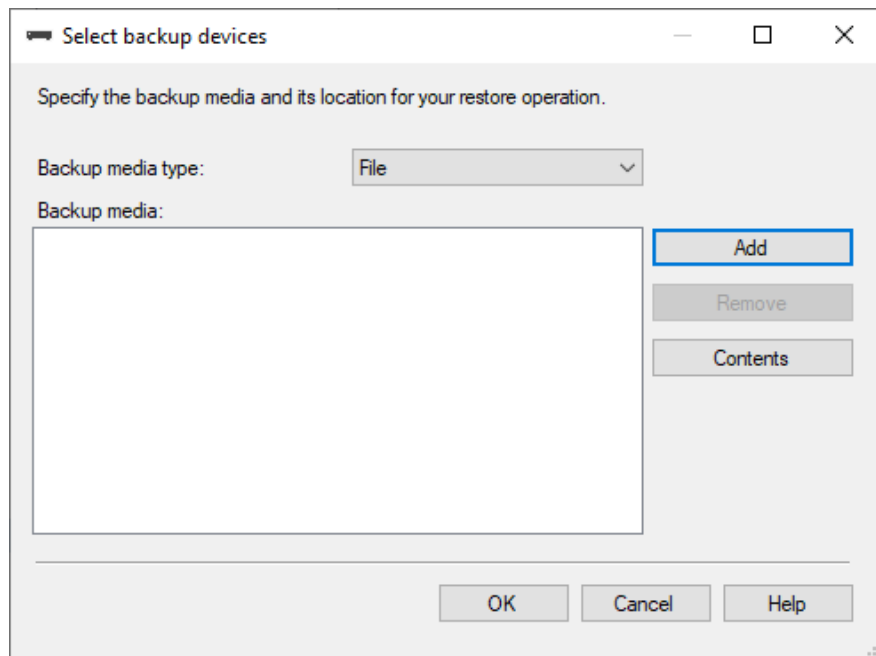 Select backup devices
Specify the backup media and its location for your restore operation.
Backup media type:
File
Backup media:
Add
Remove
Contents
OK
Cancel
Help